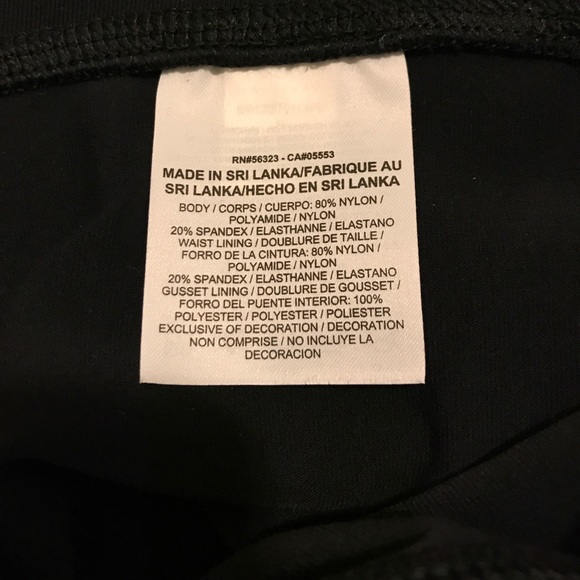 RN#56323 - CA#05553
MADE IN SRI LANKA/FABRIQUE AU
SRI LANKA/HECHO EN SRI LANKA
BODY / CORPS / CUERPO: 80% NYLON /
POLYAMIDE / NYLON
20% SPANDEX / ELASTHANNE / ELASTANO
WAIST LINING / DOUBLURE DE TAILLE /
FORRO DE LA CINTURA: 80% NYLON /
POLYAMIDE / NYLON
20% SPANDEX / ELASTHANNE / ELASTANO
GUSSET LINING / DOUBLURE DE GOUSSET /
FORRO DEL PUENTE INTERIOR: 100%
POLYESTER / POLYESTER / POLIESTER
EXCLUSIVE OF DECORATION / DECORATION
NON COMPRISE / NO INCLUYE LA
DECORACION